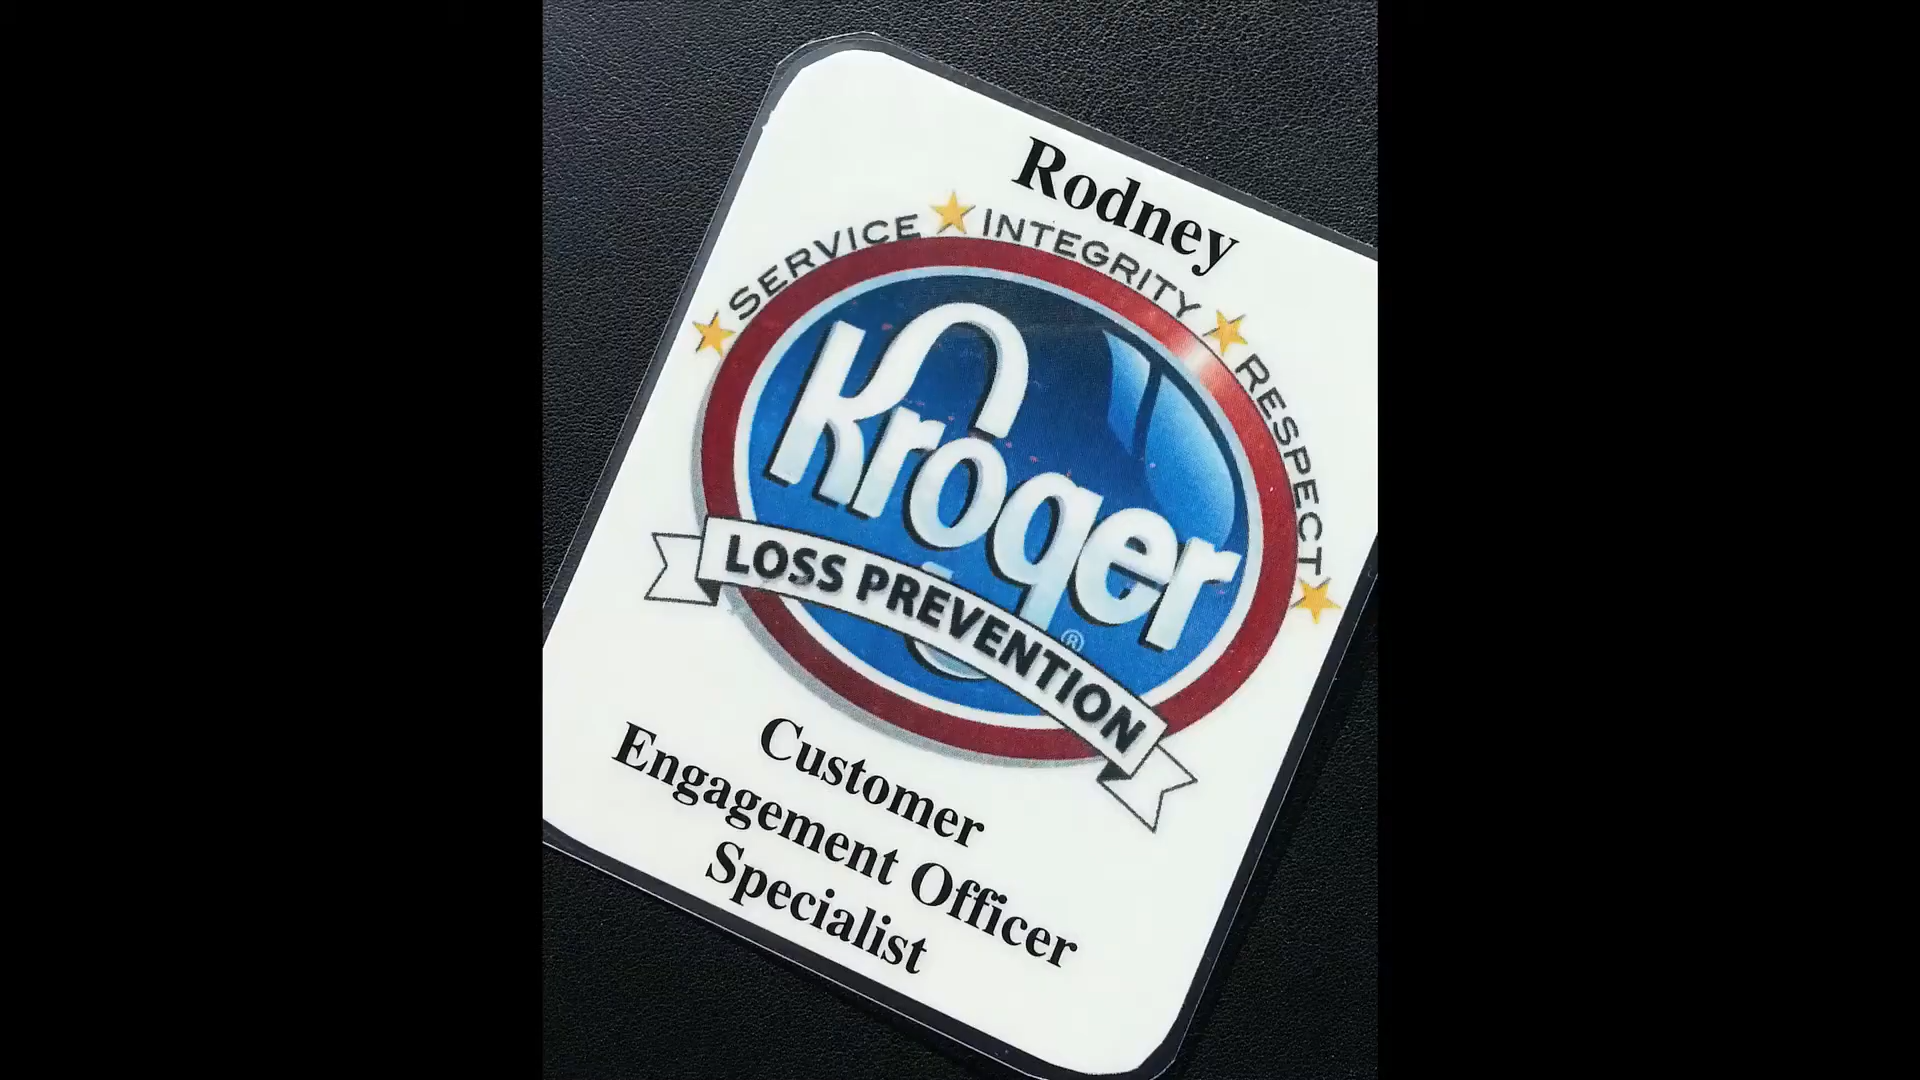 Rodney
SERVICE INTEGRITY RESPECT
Kroger
®
LOSS PREVENTION
Customer
Engagement Officer
Specialist